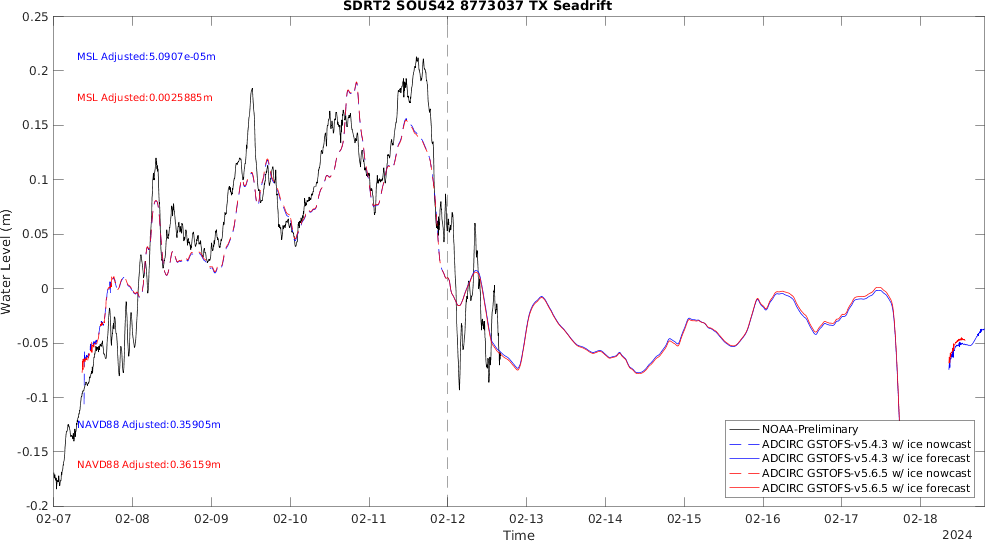 SDRT2 SOUS42 8773037 TX Seadrift
0.25
0.2
0.15
0.1
0.05
0
-0.05
-0.1
-0.15
-0.2
Water Level (m)
MSL Adjusted:5.0907e-05m
MSL Adjusted:0.0025885m
NAVD88 Adjusted:0.35905m
NAVD88 Adjusted:0.36159m
NOAA-Preliminary
ADCIRC GSTOFS-v5.4.3 w/ ice nowcast
ADCIRC GSTOFS-v5.4.3 w/ ice forecast
ADCIRC GSTOFS-v5.6.5 w/ ice nowcast
ADCIRC GSTOFS-v5.6.5 w/ ice forecast
02-07 02-08 02-09 02-10 02-11 02-12 02-13 02-14 02-15 02-16 02-17 02-18
Time
2024